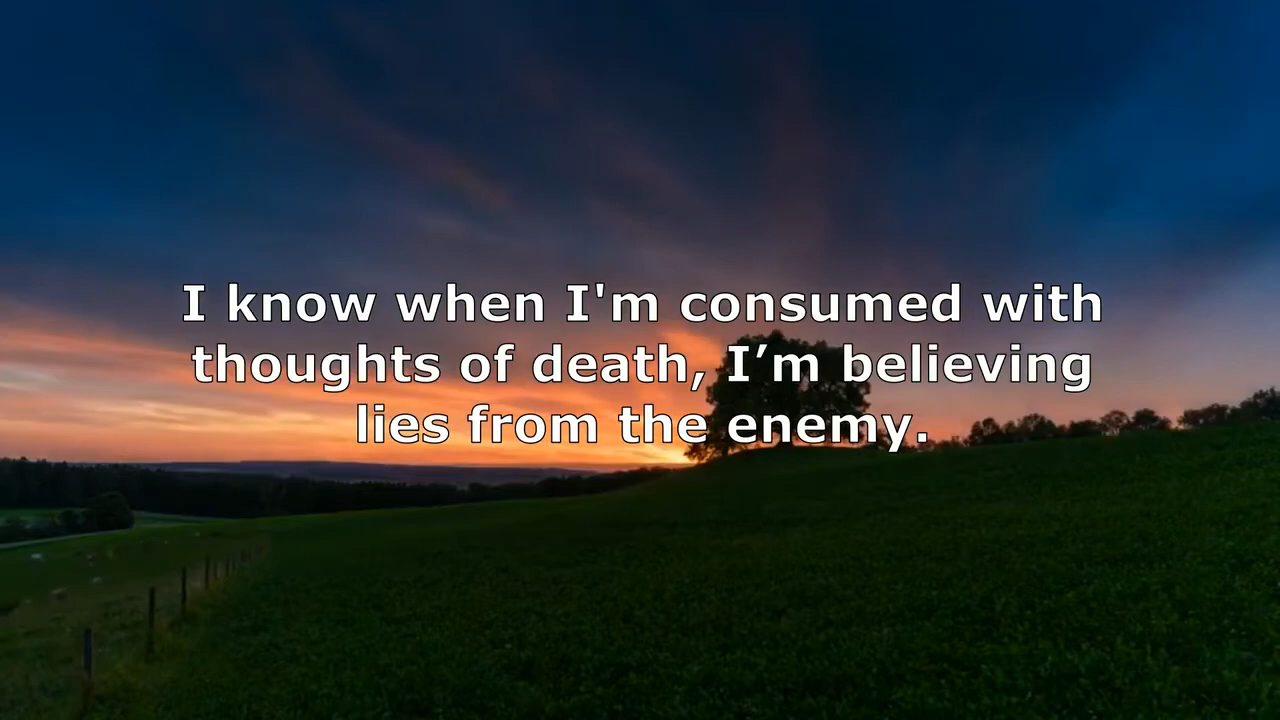 I know when I'm consumed with
thoughts of death, I’m believing
lies from the enemy.